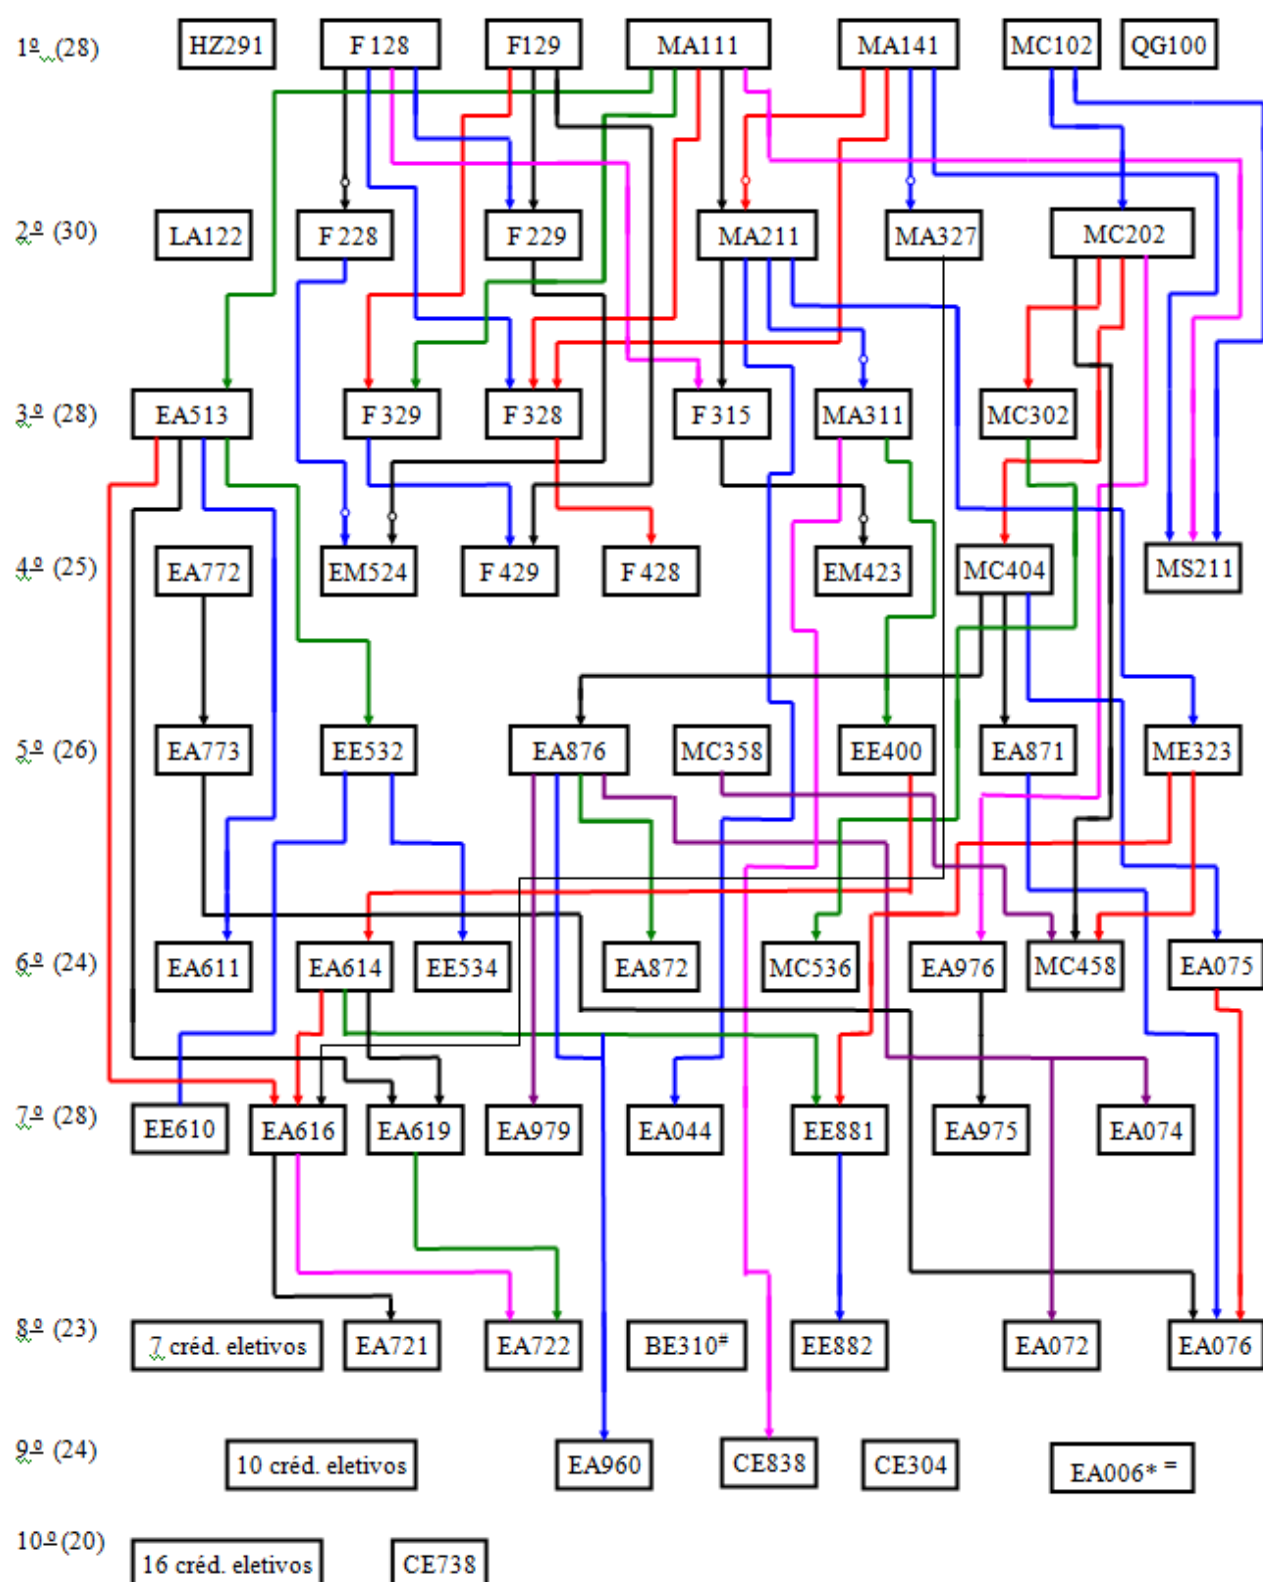 1º (28) HZ291 F 128 F129 MA111 MA141 MC102 QG100
2º (30) LA122 F 228 F 229 MA211 MA327 MC202
3º (28) EA513 F 329 F 328 F 315 MA311 MC302
4º (25) EA772 EM524 F 429 F 428 EM423 MC404 MS211
5º (26) EA773 EE532 EA876 MC358 EE400 EA871 ME323
6º (24) EA611 EA614 EE534 EA872 MC536 EA976 MC458 EA075
7º (28) EE610 EA616 EA619 EA979 EA044 EE881 EA975 EA074
8º (23) 7 créd. eletivos EA721 EA722 BE310# EE882 EA072 EA076
9º (24) 10 créd. eletivos EA960 CE838 CE304 EA006* =
10º (20) 16 créd. eletivos CE738